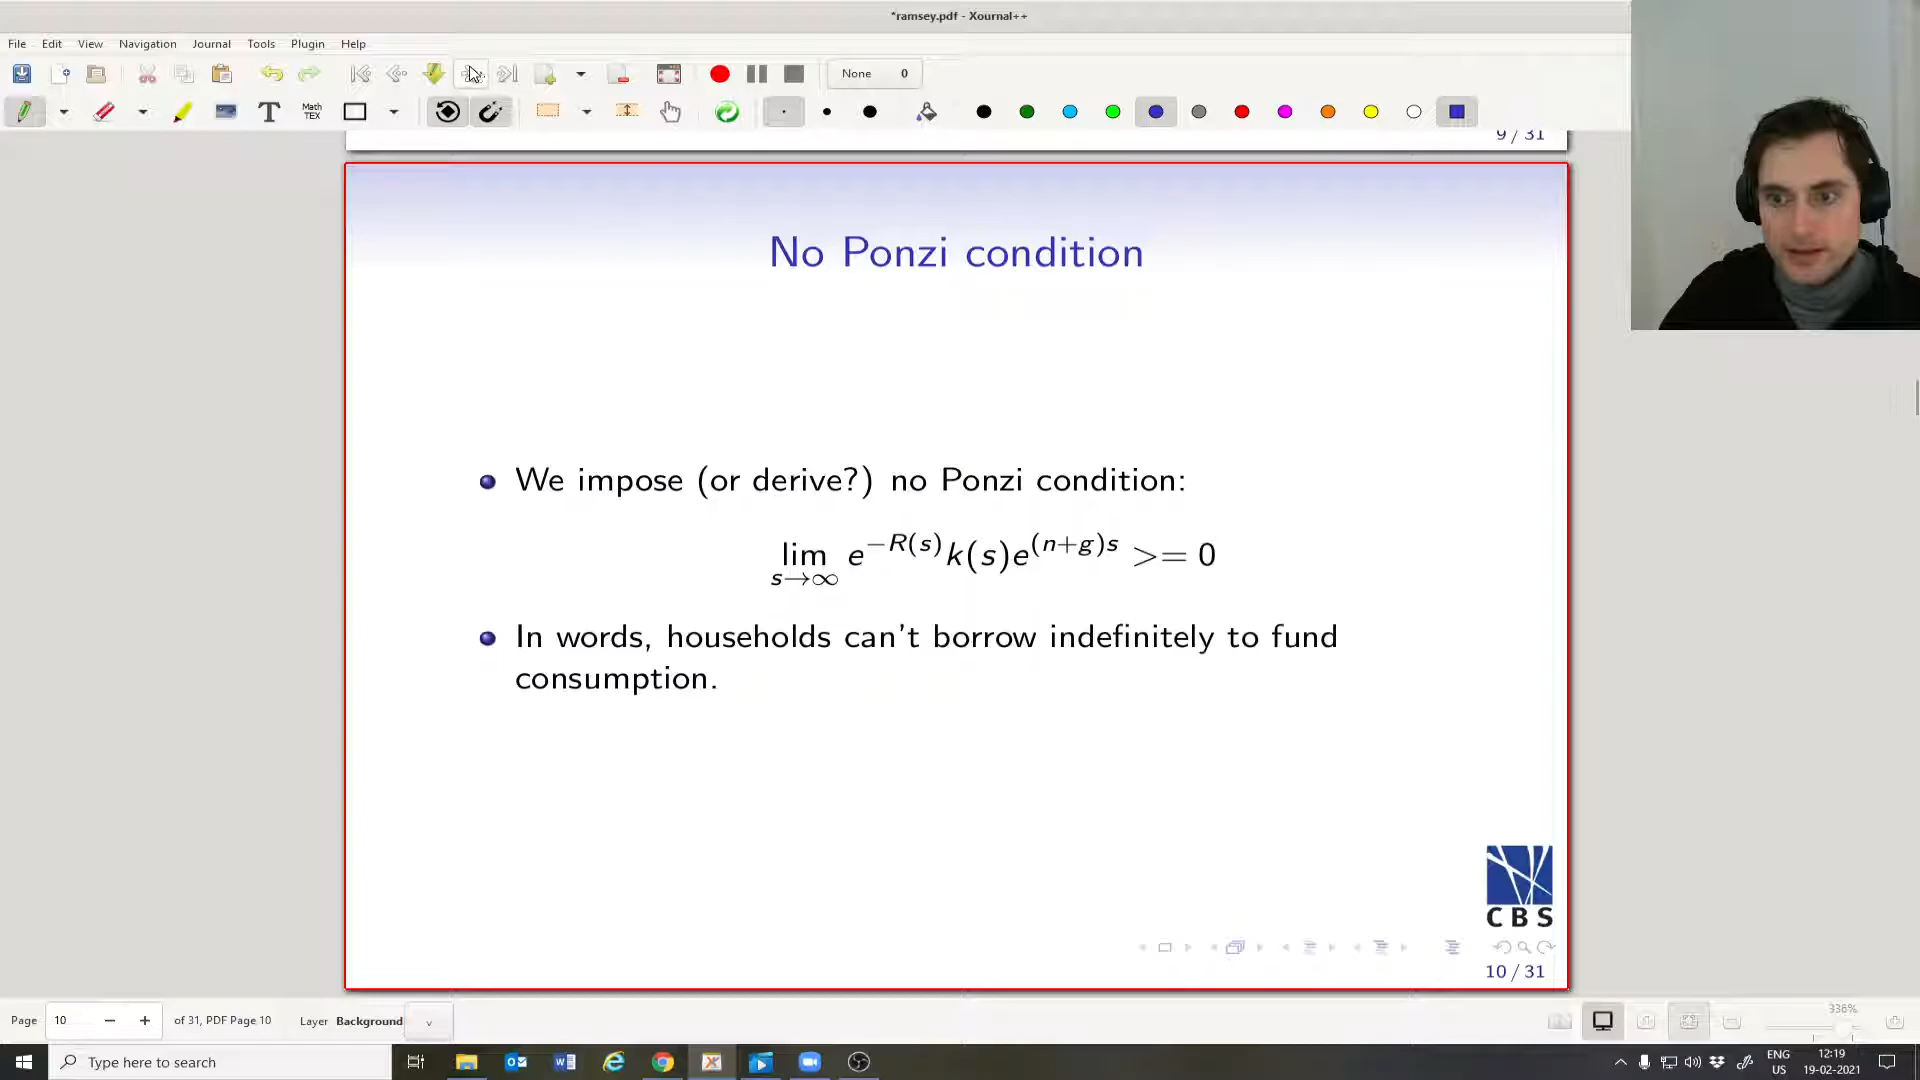 *ramsey.pdf - Xournal++
File Edit View Navigation Journal Tools Plugin Help
None 0
T Math TEX
9 / 31
No Ponzi condition
We impose (or derive?) no Ponzi condition:
lim s→∞ e^{−R(s)} k(s) e^{(n+g)s} >= 0
In words, households can't borrow indefinitely to fund
consumption.
CBS
10 / 31
Page 10 − + of 31, PDF Page 10 Layer Background
336%
Type here to search
ENG 12:19
US 19-02-2021